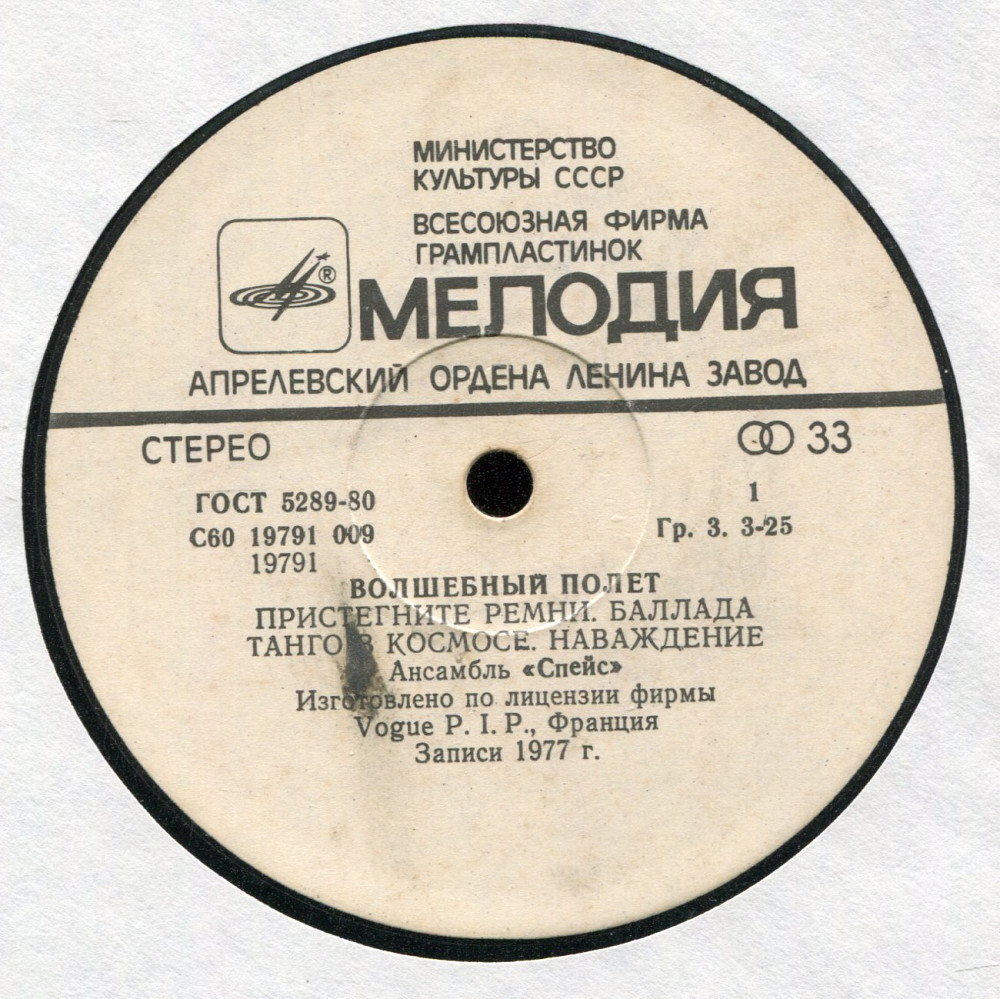 МИНИСТЕРСТВО
КУЛЬТУРЫ СССР
ВСЕСОЮЗНАЯ ФИРМА
ГРАМПЛАСТИНОК
®
МЕЛОДИЯ
АПРЕЛЕВСКИЙ ОРДЕНА ЛЕНИНА ЗАВОД
СТЕРЕО 33
ГОСТ 5289-80 1
С60 19791 009 Гр. 3. 3-25
19791
ВОЛШЕБНЫЙ ПОЛЕТ
ПРИСТЕГНИТЕ РЕМНИ. БАЛЛАДА
ТАНГО В КОСМОСЕ. НАВАЖДЕНИЕ
Ансамбль «Спейс»
Изготовлено по лицензии фирмы
Vogue P. I. P., Франция
Записи 1977 г.